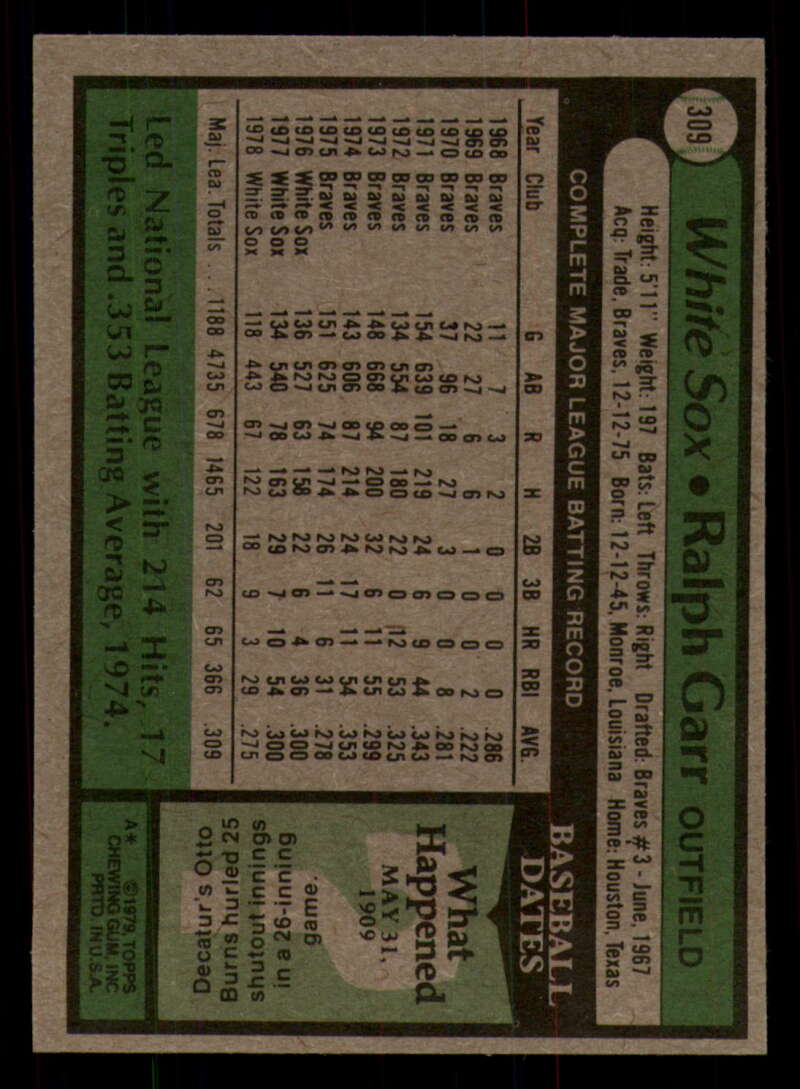 309
White Sox • Ralph Garr OUTFIELD
Height: 5'11" Weight: 197 Bats: Left Throws: Right Drafted: Braves #3 - June, 1967
Acq: Trade, Braves, 12-12-75 Born: 12-12-45, Monroe, Louisiana Home: Houston, Texas
COMPLETE MAJOR LEAGUE BATTING RECORD
Year Club G AB R H 2B 3B HR RBI AVG.
1968 Braves 11 7 3 2 0 0 0 0 .286
1969 Braves 22 27 6 6 1 0 0 2 .222
1970 Braves 37 96 18 27 3 0 0 8 .281
1971 Braves 154 639 101 219 24 6 9 44 .343
1972 Braves 134 554 87 180 22 0 12 53 .325
1973 Braves 148 668 94 200 32 6 11 55 .299
1974 Braves 143 606 87 214 24 17 11 54 .353
1975 Braves 151 625 74 174 26 11 6 31 .278
1976 White Sox 136 527 63 158 22 6 4 36 .300
1977 White Sox 134 540 78 163 29 7 10 54 .300
1978 White Sox 118 443 67 122 18 9 3 29 .275
Maj. Lea. Totals .... 1188 4735 678 1465 201 62 65 366 .309
Led National League with 214 Hits, 17
Triples and .353 Batting Average, 1974.
BASEBALL
DATES
What
Happened
MAY 31,
1909
Decatur's Otto
Burns hurled 25
shutout innings
in a 26-inning
game.
A* ©1979 TOPPS
CHEWING GUM, INC
PRTD IN U.S.A.